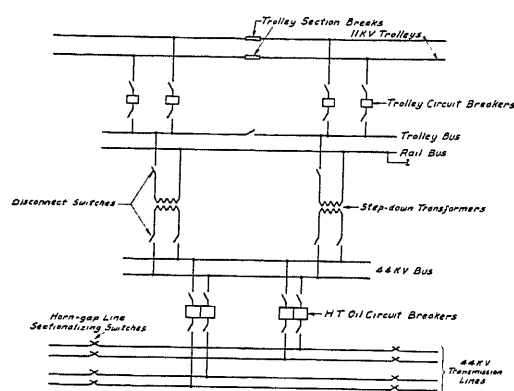 Trolley Section Breaks
11KV Trolleys
Trolley Circuit Breakers
Trolley Bus
Rail Bus
Disconnect Switches
Step-down Transformers
44KV Bus
HT Oil Circuit Breakers
Horn-gap Line
Sectionalizing Switches
44KV
Transmission
Lines